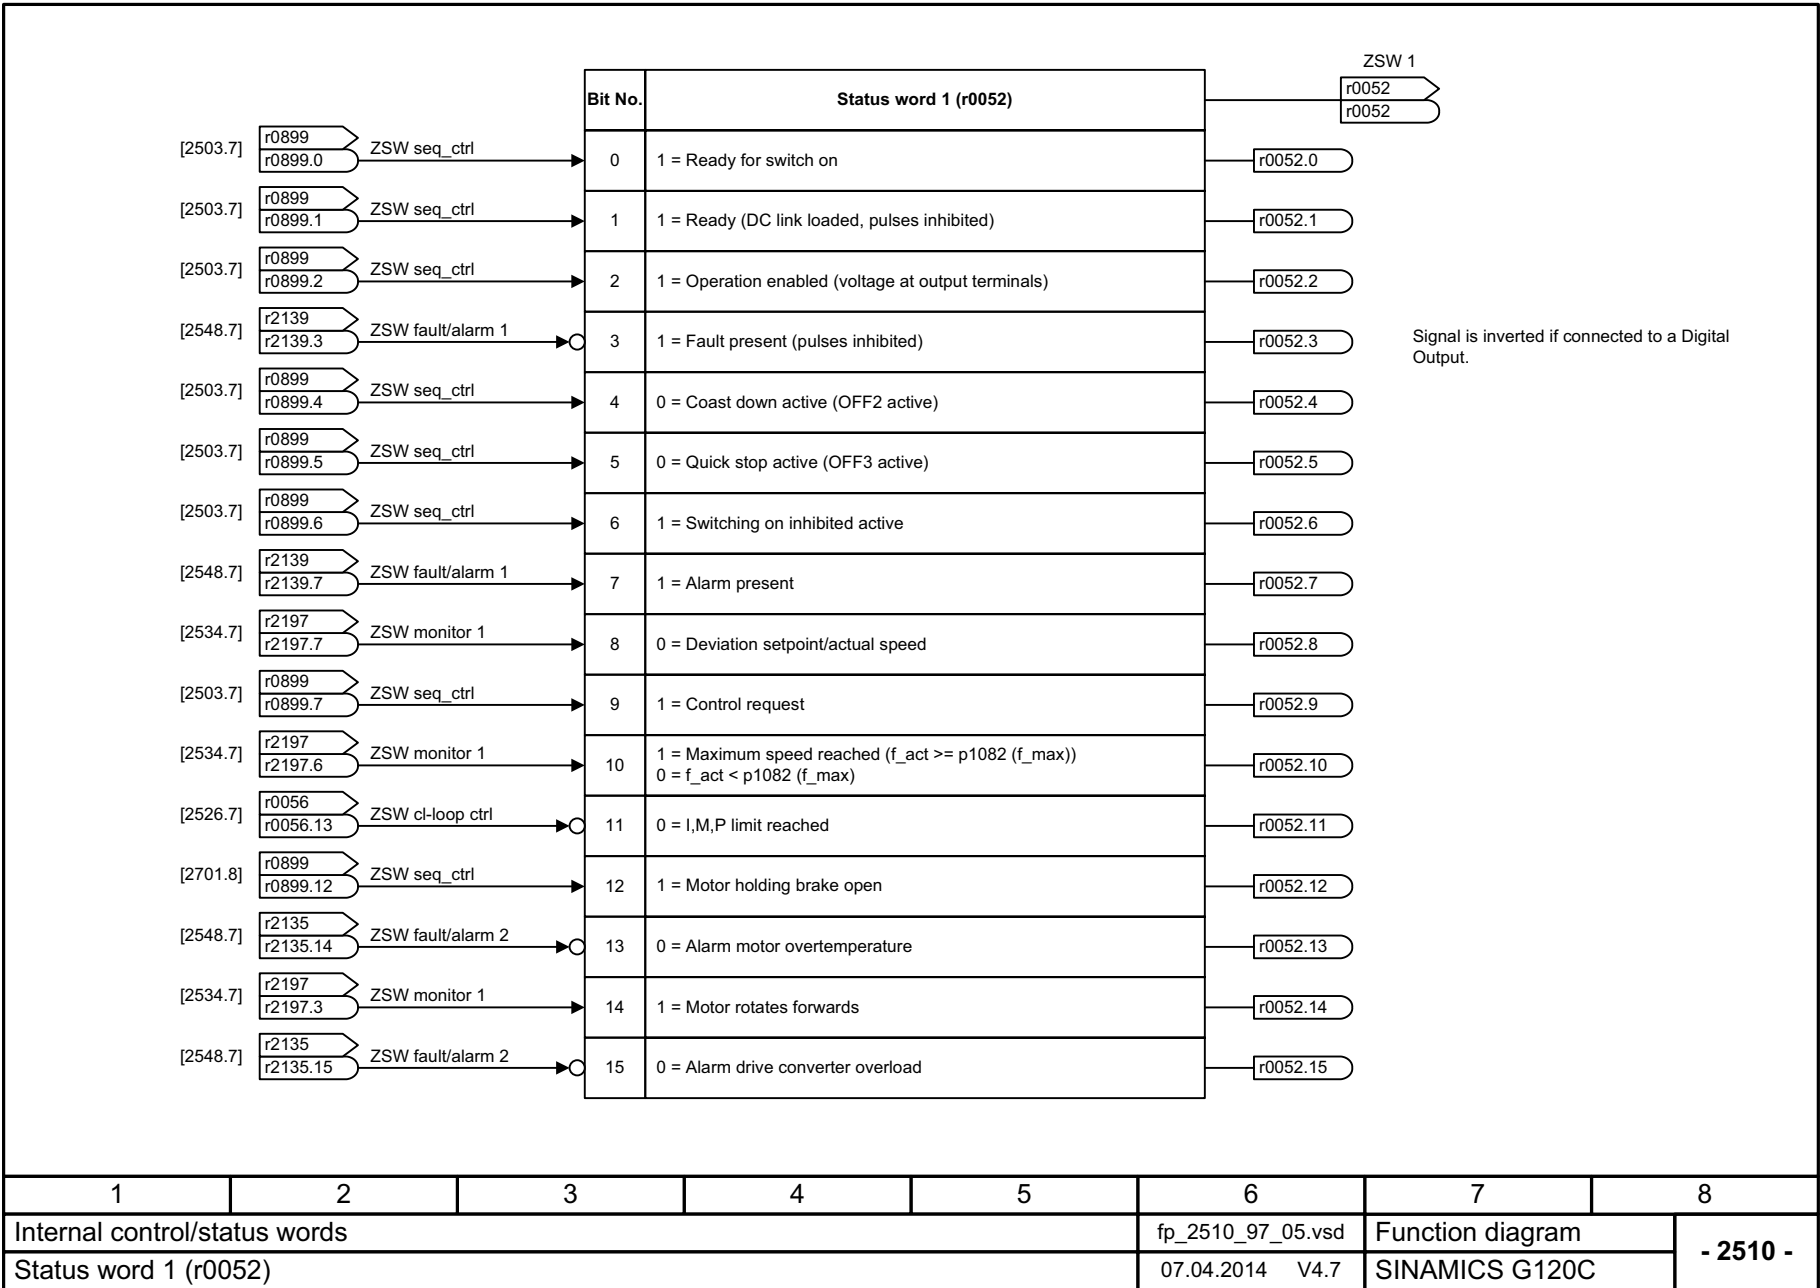 ZSW 1
r0052
r0052
Bit No. Status word 1 (r0052)
[2503.7] r0899 r0899.0 ZSW seq_ctrl 0 1 = Ready for switch on r0052.0
[2503.7] r0899 r0899.1 ZSW seq_ctrl 1 1 = Ready (DC link loaded, pulses inhibited) r0052.1
[2503.7] r0899 r0899.2 ZSW seq_ctrl 2 1 = Operation enabled (voltage at output terminals) r0052.2
[2548.7] r2139 r2139.3 ZSW fault/alarm 1 3 1 = Fault present (pulses inhibited) r0052.3
Signal is inverted if connected to a Digital
Output.
[2503.7] r0899 r0899.4 ZSW seq_ctrl 4 0 = Coast down active (OFF2 active) r0052.4
[2503.7] r0899 r0899.5 ZSW seq_ctrl 5 0 = Quick stop active (OFF3 active) r0052.5
[2503.7] r0899 r0899.6 ZSW seq_ctrl 6 1 = Switching on inhibited active r0052.6
[2548.7] r2139 r2139.7 ZSW fault/alarm 1 7 1 = Alarm present r0052.7
[2534.7] r2197 r2197.7 ZSW monitor 1 8 0 = Deviation setpoint/actual speed r0052.8
[2503.7] r0899 r0899.7 ZSW seq_ctrl 9 1 = Control request r0052.9
[2534.7] r2197 r2197.6 ZSW monitor 1 10 1 = Maximum speed reached (f_act >= p1082 (f_max))
0 = f_act < p1082 (f_max) r0052.10
[2526.7] r0056 r0056.13 ZSW cl-loop ctrl 11 0 = I,M,P limit reached r0052.11
[2701.8] r0899 r0899.12 ZSW seq_ctrl 12 1 = Motor holding brake open r0052.12
[2548.7] r2135 r2135.14 ZSW fault/alarm 2 13 0 = Alarm motor overtemperature r0052.13
[2534.7] r2197 r2197.3 ZSW monitor 1 14 1 = Motor rotates forwards r0052.14
[2548.7] r2135 r2135.15 ZSW fault/alarm 2 15 0 = Alarm drive converter overload r0052.15
1 2 3 4 5 6 7 8
Internal control/status words fp_2510_97_05.vsd Function diagram - 2510 -
Status word 1 (r0052) 07.04.2014 V4.7 SINAMICS G120C